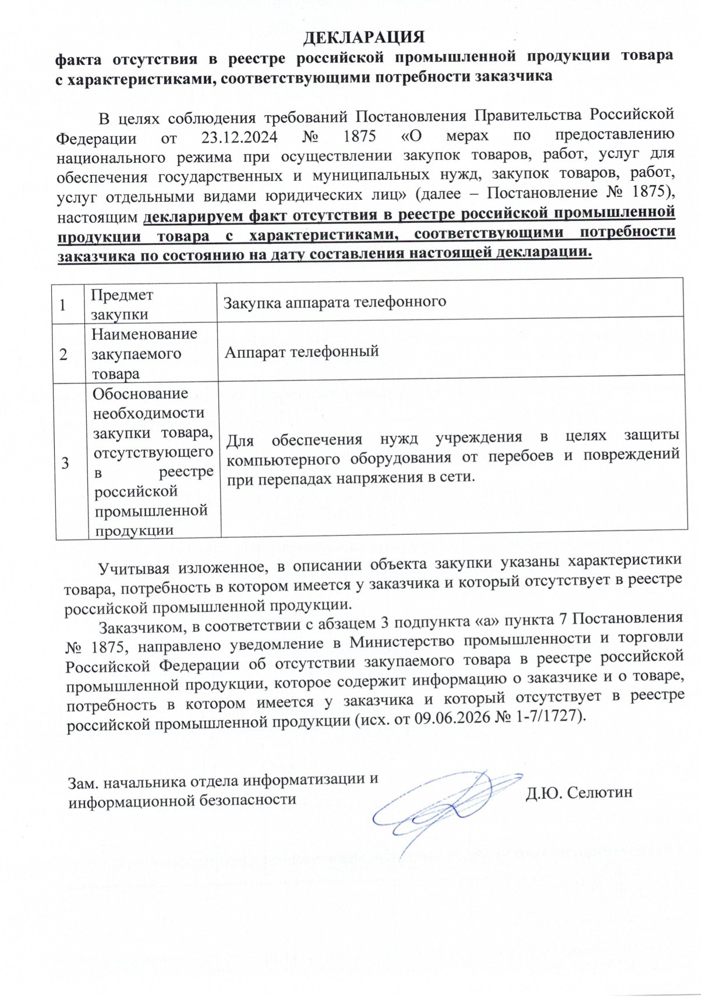 ДЕКЛАРАЦИЯ
факта отсутствия в реестре российской промышленной продукции товара
с характеристиками, соответствующими потребности заказчика
В целях соблюдения требований Постановления Правительства Российской
Федерации от 23.12.2024 № 1875 «О мерах по предоставлению
национального режима при осуществлении закупок товаров, работ, услуг для
обеспечения государственных и муниципальных нужд, закупок товаров, работ,
услуг отдельными видами юридических лиц» (далее – Постановление № 1875),
настоящим декларируем факт отсутствия в реестре российской промышленной
продукции товара с характеристиками, соответствующими потребности
заказчика по состоянию на дату составления настоящей декларации.
1
Предмет
закупки
Закупка аппарата телефонного
2
Наименование
закупаемого
товара
Аппарат телефонный
3
Обоснование
необходимости
закупки товара,
отсутствующего
в реестре
российской
промышленной
продукции
Для обеспечения нужд учреждения в целях защиты
компьютерного оборудования от перебоев и повреждений
при перепадах напряжения в сети.
Учитывая изложенное, в описании объекта закупки указаны характеристики
товара, потребность в котором имеется у заказчика и который отсутствует в реестре
российской промышленной продукции.
Заказчиком, в соответствии с абзацем 3 подпункта «а» пункта 7 Постановления
№ 1875, направлено уведомление в Министерство промышленности и торговли
Российской Федерации об отсутствии закупаемого товара в реестре российской
промышленной продукции, которое содержит информацию о заказчике и о товаре,
потребность в котором имеется у заказчика и который отсутствует в реестре
российской промышленной продукции (исх. от 09.06.2026 № 1-7/1727).
Зам. начальника отдела информатизации и
информационной безопасности
Д.Ю. Селютин